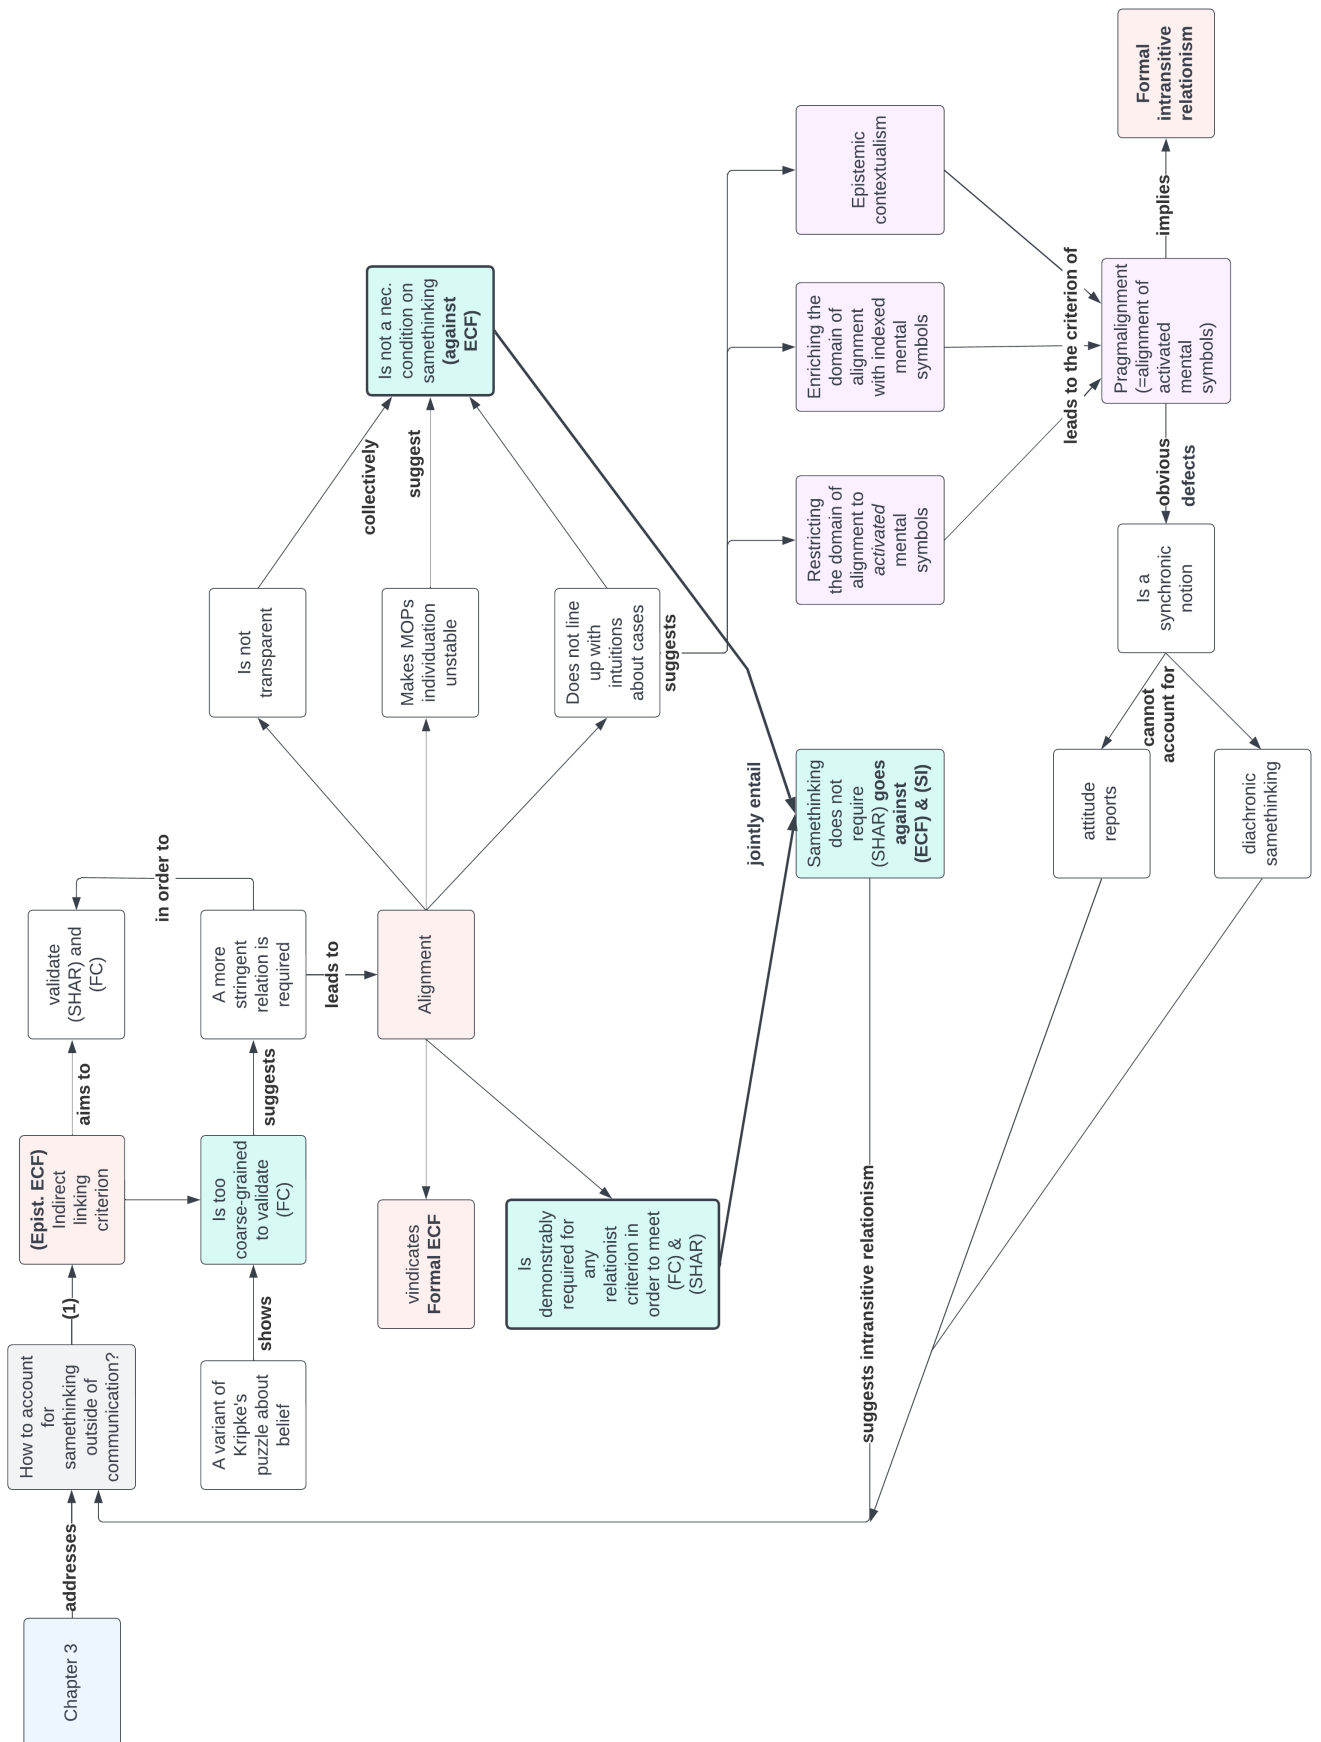 Chapter 3
addresses
How to account
for
samethinking
outside of
communication?
(1)
(Epist. ECF)
Indirect
linking
criterion
aims to
validate
(SHAR) and
(FC)
A variant of
Kripke's
puzzle about
belief
shows
Is too
coarse-grained
to validate
(FC)
suggests
A more
stringent
relation is
required
in order to
leads to
Alignment
vindicates
Formal ECF
Is
demonstrably
required for
any
relationist
criterion in
order to meet
(FC) &
(SHAR)
Is not
transparent
Makes MOPs
individuation
unstable
Does not line
up with
intuitions
about cases
collectively
suggest
Is not a nec.
condition on
samethinking
(against
ECF)
suggests
jointly entail
Samethinking
does not
require
(SHAR) goes
against
(ECF) & (SI)
suggests intransitive relationism
Restricting
the domain of
alignment to
activated
mental
symbols
Enriching the
domain of
alignment
with indexed
mental
symbols
Epistemic
contextualism
leads to the criterion of
Pragmalignment
(=alignment of
activated
mental
symbols)
implies
Formal
intransitive
relationism
obvious
defects
Is a
synchronic
notion
cannot
account for
attitude
reports
diachronic
samethinking